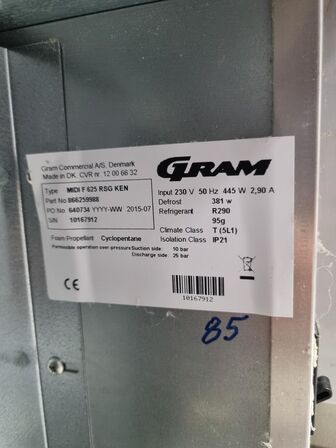 Gram Commercial A/S, Denmark
Made in DK, CVR nr. 12 00 66 32
GRAM
Type MIDI F 625 RSG KEN
Part No 866259988
PO No 640734 YYYY-WW 2015-07
S/N 10167912
Input 230 V 50 Hz 445 W 2,90 A
Defrost 381 w
Refrigerant R290
95g
Climate Class T (5L1)
Isolation Class IP21
Foam Propellant Cyclopentane
Permissible operation over-pressure Suction side: 10 bar
Discharge side: 25 bar
CE
10167912
85